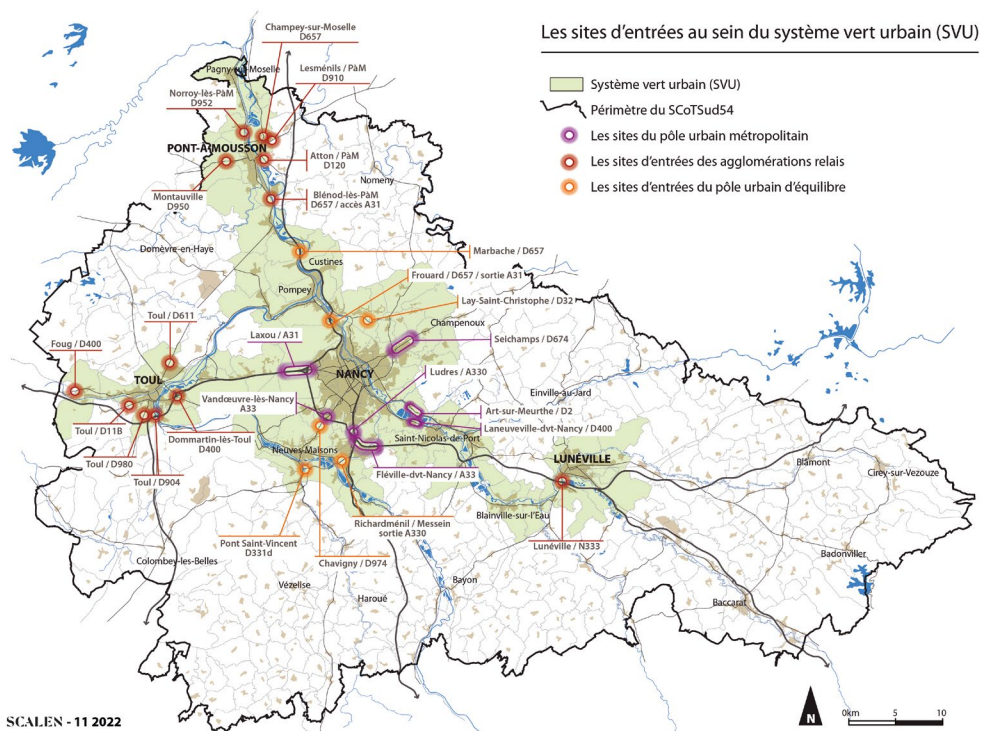 Les sites d'entrées au sein du système vert urbain (SVU)
Système vert urbain (SVU)
Périmètre du SCoTSud54
Les sites du pôle urbain métropolitain
Les sites d'entrées des agglomérations relais
Les sites d'entrées du pôle urbain d'équilibre
Champey-sur-Moselle
D657
Pagny-sur-Moselle
Lesménils / PàM
D910
Norroy-lès-PàM
D952
PONT-À-MOUSSON
Atton / PàM
D120
Nomeny
Montauville
D950
Blénod-lès-PàM
D657 / accès A31
Domèvre-en-Haye
Marbache / D657
Custines
Frouard / D657 / sortie A31
Pompey
Lay-Saint-Christophe / D32
Toul / D611
Champenoux
Laxou / A31
Seichamps / D674
Foug / D400
TOUL
NANCY
Ludres / A330
Einville-au-Jard
Vandœuvre-lès-Nancy
A33
Art-sur-Meurthe / D2
Laneuveville-dvt-Nancy / D400
Toul / D11B
Dommartin-lès-Toul
D400
Saint-Nicolas-de-Port
Neuves-Maisons
Toul / D980
LUNÉVILLE
Blamont
Cirey-sur-Vezouze
Toul / D904
Fléville-dvt-Nancy / A33
Blainville-sur-l'Eau
Richardménil / Messein
sortie A330
Pont Saint-Vincent
D331d
Lunéville / N333
Chavigny / D974
Badonviller
Colombey-les-Belles
Vézelise
Bayon
Haroué
Baccarat
SCALEN - 11 2022
N
0km 5 10